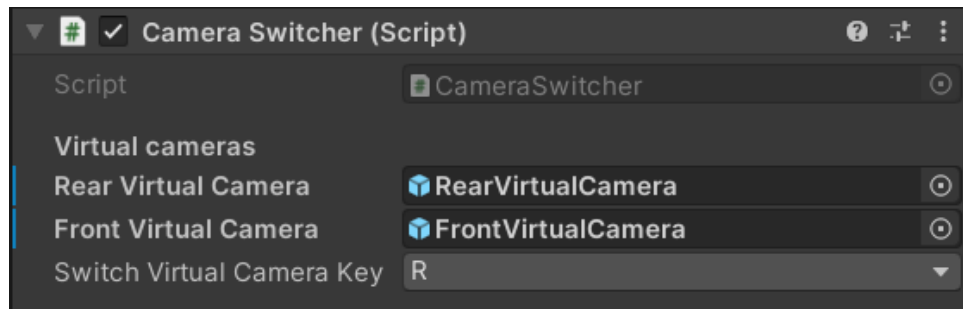 Camera Switcher (Script)
Script CameraSwitcher
Virtual cameras
Rear Virtual Camera RearVirtualCamera
Front Virtual Camera FrontVirtualCamera
Switch Virtual Camera Key R